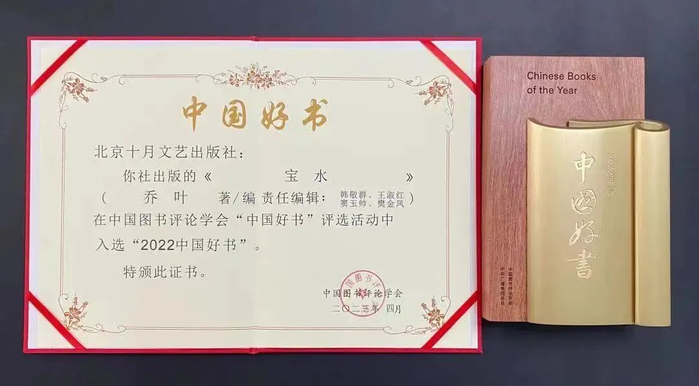 中国好书
北京十月文艺出版社：
你社出版的《 宝水 》
（ 乔叶 著/编 责任编辑：韩敬群、王淑红
窦玉帅、樊金凤）
在中国图书评论学会“中国好书”评选活动中
入选“2022中国好书”。
特颁此证书。
中国图书评论学会
二〇二三年 四月
Chinese Books
of the Year
中国好書